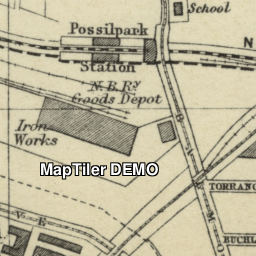 School
Possilpark
N
Station
N.B.Ry.
Goods Depot
Iron
Works
B A L M O
MapTiler DEMO
TORRANC
V E
BUCHL